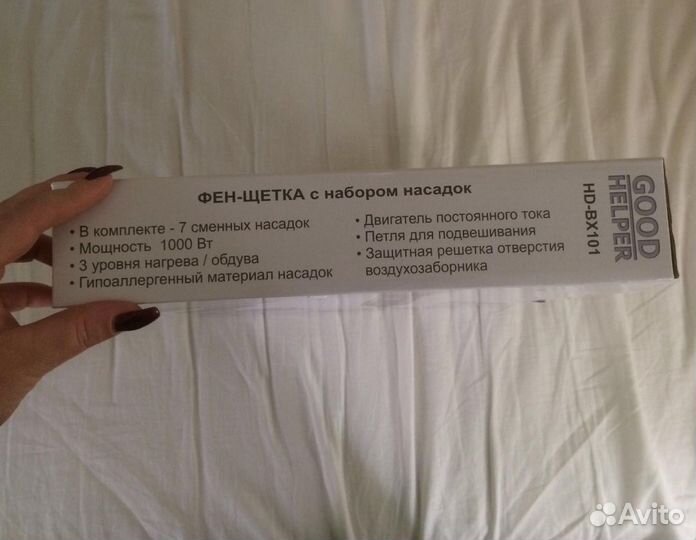 ФЕН-ЩЕТКА с набором насадок
• В комплекте - 7 сменных насадок
• Мощность 1000 Вт
• 3 уровня нагрева / обдува
• Гипоаллергенный материал насадок
• Двигатель постоянного тока
• Петля для подвешивания
• Защитная решетка отверстия
воздухозаборника
GOOD
HELPER
HD-BX101
Avito